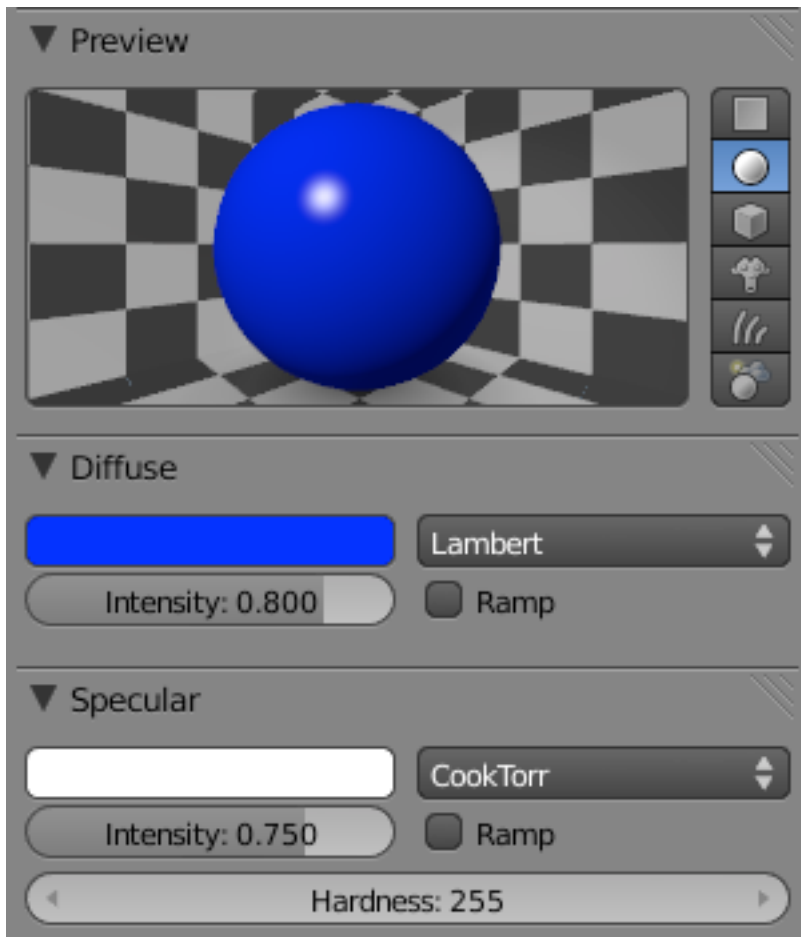 Preview
Diffuse
Lambert
Intensity: 0.800
Ramp
Specular
CookTorr
Intensity: 0.750
Ramp
Hardness: 255